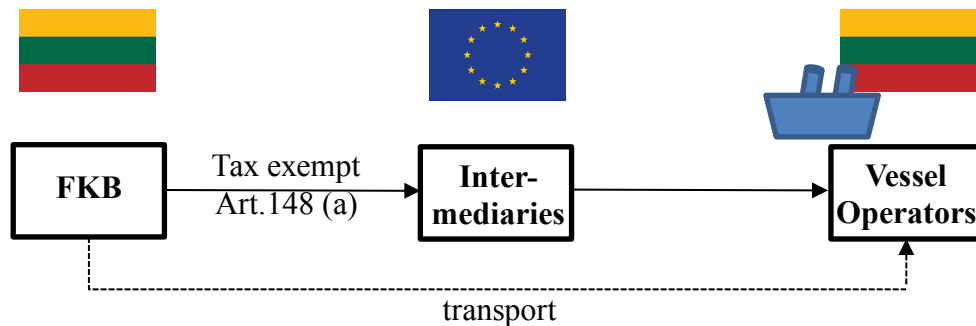 FKB
Tax exempt
Art.148 (a)
Inter-
mediaries
Vessel
Operators
transport